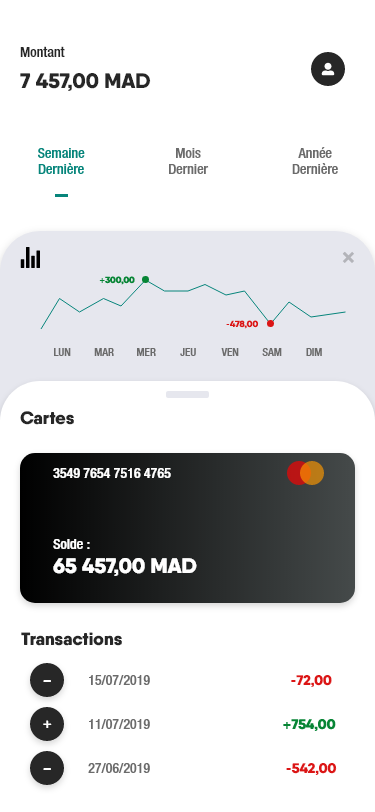 Montant
7 457,00 MAD
Semaine
Dernière
Mois
Dernier
Année
Dernière
+300,00
-478,00
LUN MAR MER JEU VEN SAM DIM
Cartes
3549 7654 7516 4765
Solde :
65 457,00 MAD
Transactions
15/07/2019 -72,00
11/07/2019 +754,00
27/06/2019 -542,00